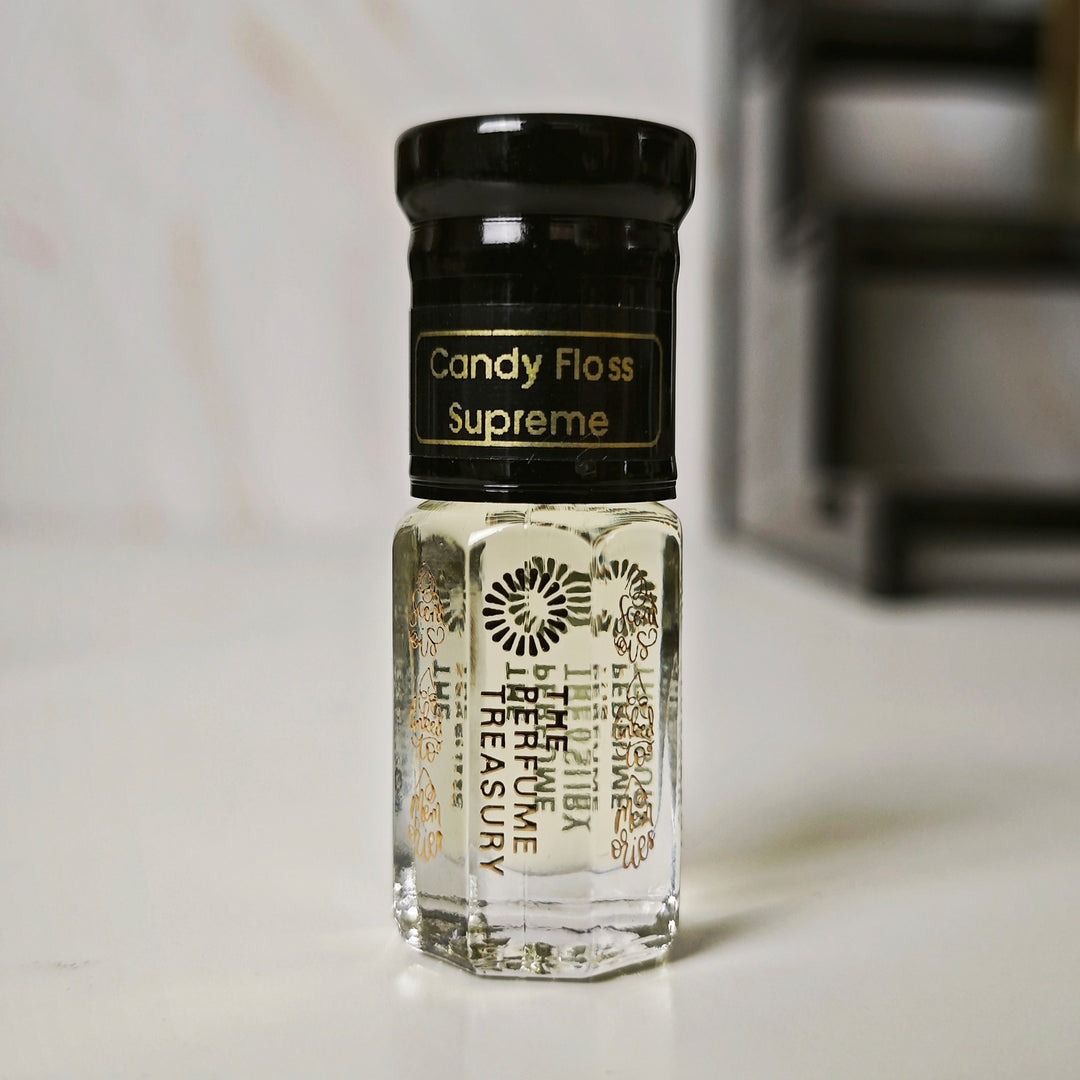 Candy Floss
Supreme
THE
PERFUME
TREASURY